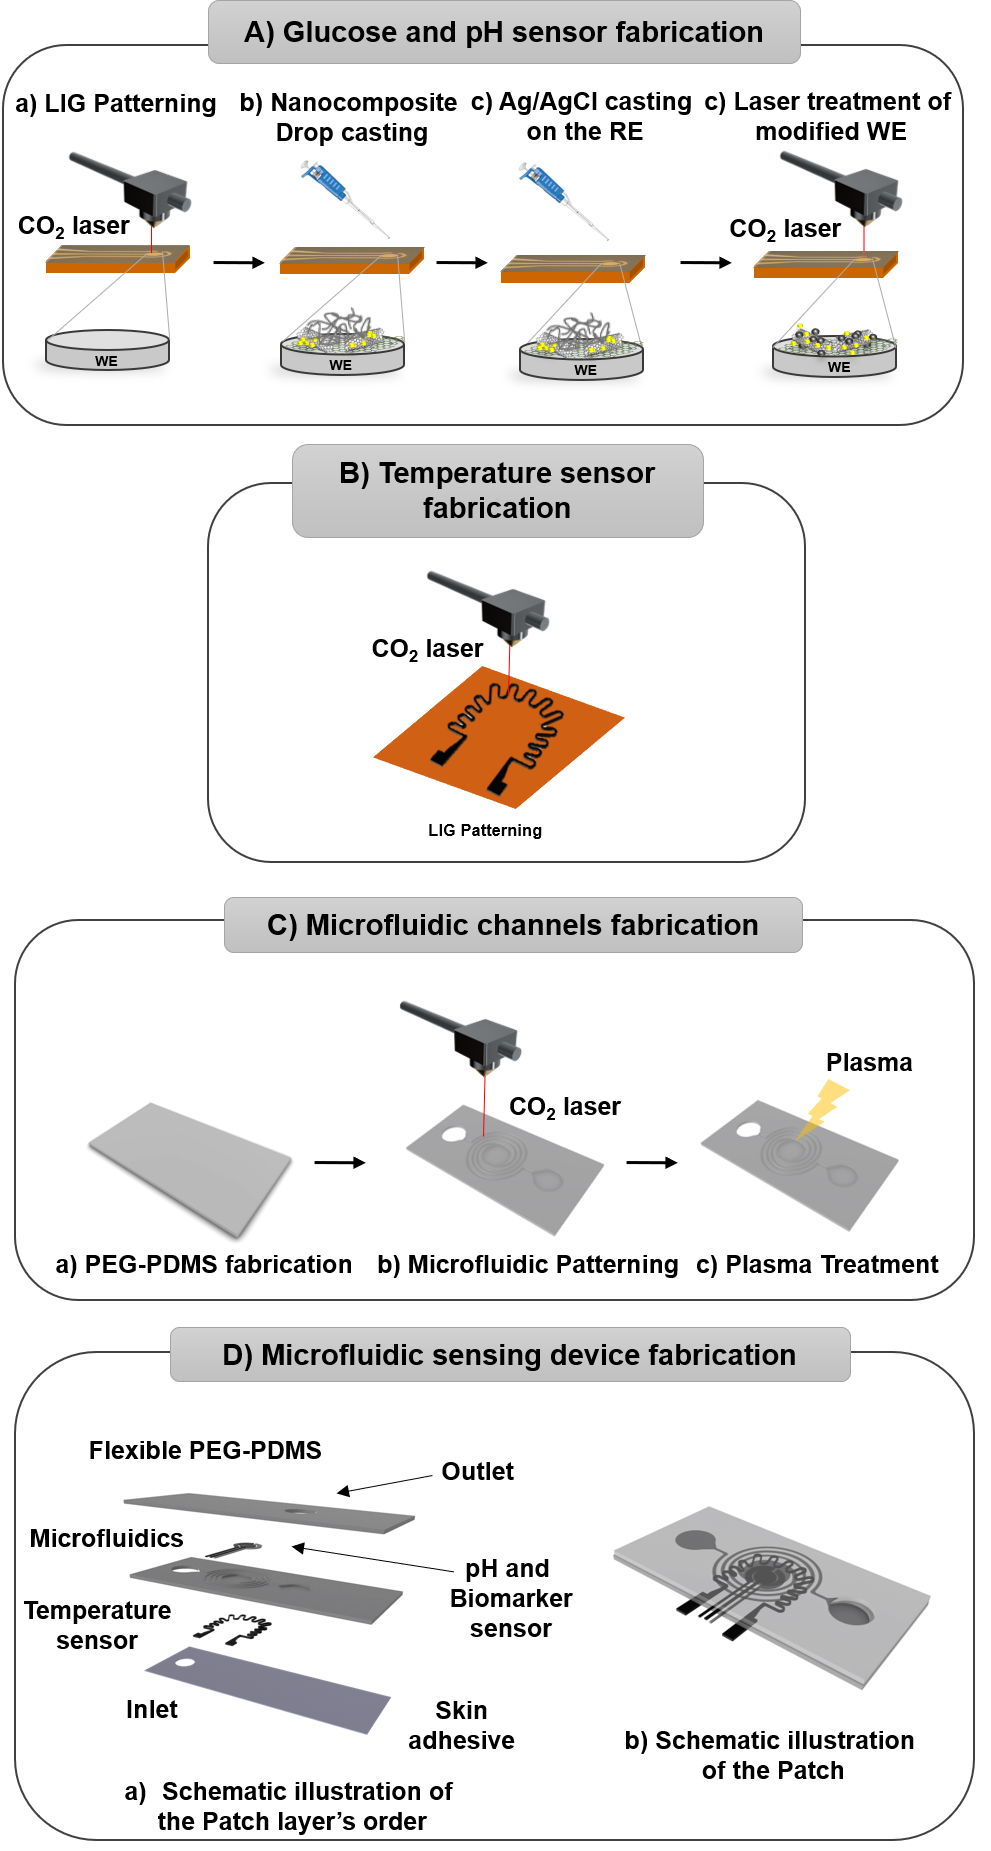 A) Glucose and pH sensor fabrication
a) LIG Patterning
b) Nanocomposite
Drop casting
c) Ag/AgCl casting
on the RE
c) Laser treatment of
modified WE
CO₂ laser
CO₂ laser
WE
WE
WE
WE
B) Temperature sensor
fabrication
CO₂ laser
LIG Patterning
C) Microfluidic channels fabrication
Plasma
CO₂ laser
a) PEG-PDMS fabrication
b) Microfluidic Patterning
c) Plasma Treatment
D) Microfluidic sensing device fabrication
Flexible PEG-PDMS
Outlet
Microfluidics
pH and
Biomarker
sensor
Temperature
sensor
Inlet
Skin
adhesive
a) Schematic illustration of
the Patch layer's order
b) Schematic illustration
of the Patch